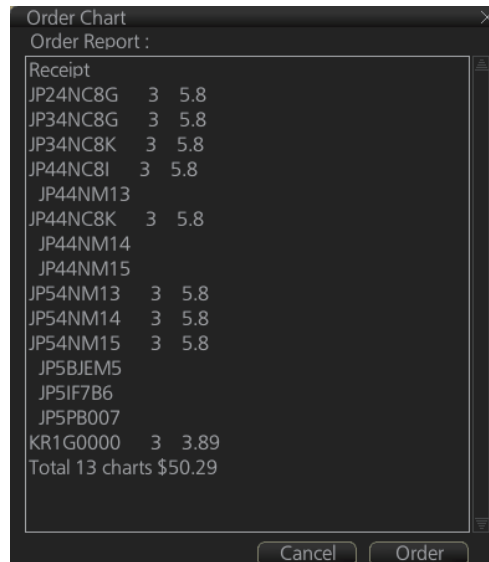 Order Chart
Order Report :
Receipt
JP24NC8G 3 5.8
JP34NC8G 3 5.8
JP34NC8K 3 5.8
JP44NC8I 3 5.8
JP44NM13
JP44NC8K 3 5.8
JP44NM14
JP44NM15
JP54NM13 3 5.8
JP54NM14 3 5.8
JP54NM15 3 5.8
JP5BJEM5
JP5IF7B6
JP5PB007
KR1G0000 3 3.89
Total 13 charts $50.29
Cancel Order